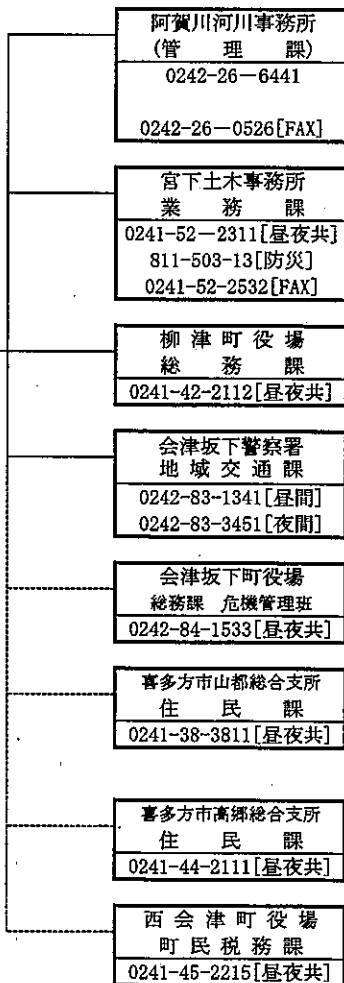 阿賀川河川事務所
(管理課)
0242-26-6441
0242-26-0526[FAX]
宮下土木事務所
業務課
0241-52-2311[昼夜共]
811-503-13[防災]
0241-52-2532[FAX]
柳津町役場
総務課
0241-42-2112[昼夜共]
会津坂下警察署
地域交通課
0242-83-1341[昼間]
0242-83-3451[夜間]
会津坂下町役場
総務課 危機管理班
0242-84-1533[昼夜共]
喜多方市山都総合支所
住民課
0241-38-3811[昼夜共]
喜多方市高郷総合支所
住民課
0241-44-2111[昼夜共]
西会津町役場
町民税務課
0241-45-2215[昼夜共]